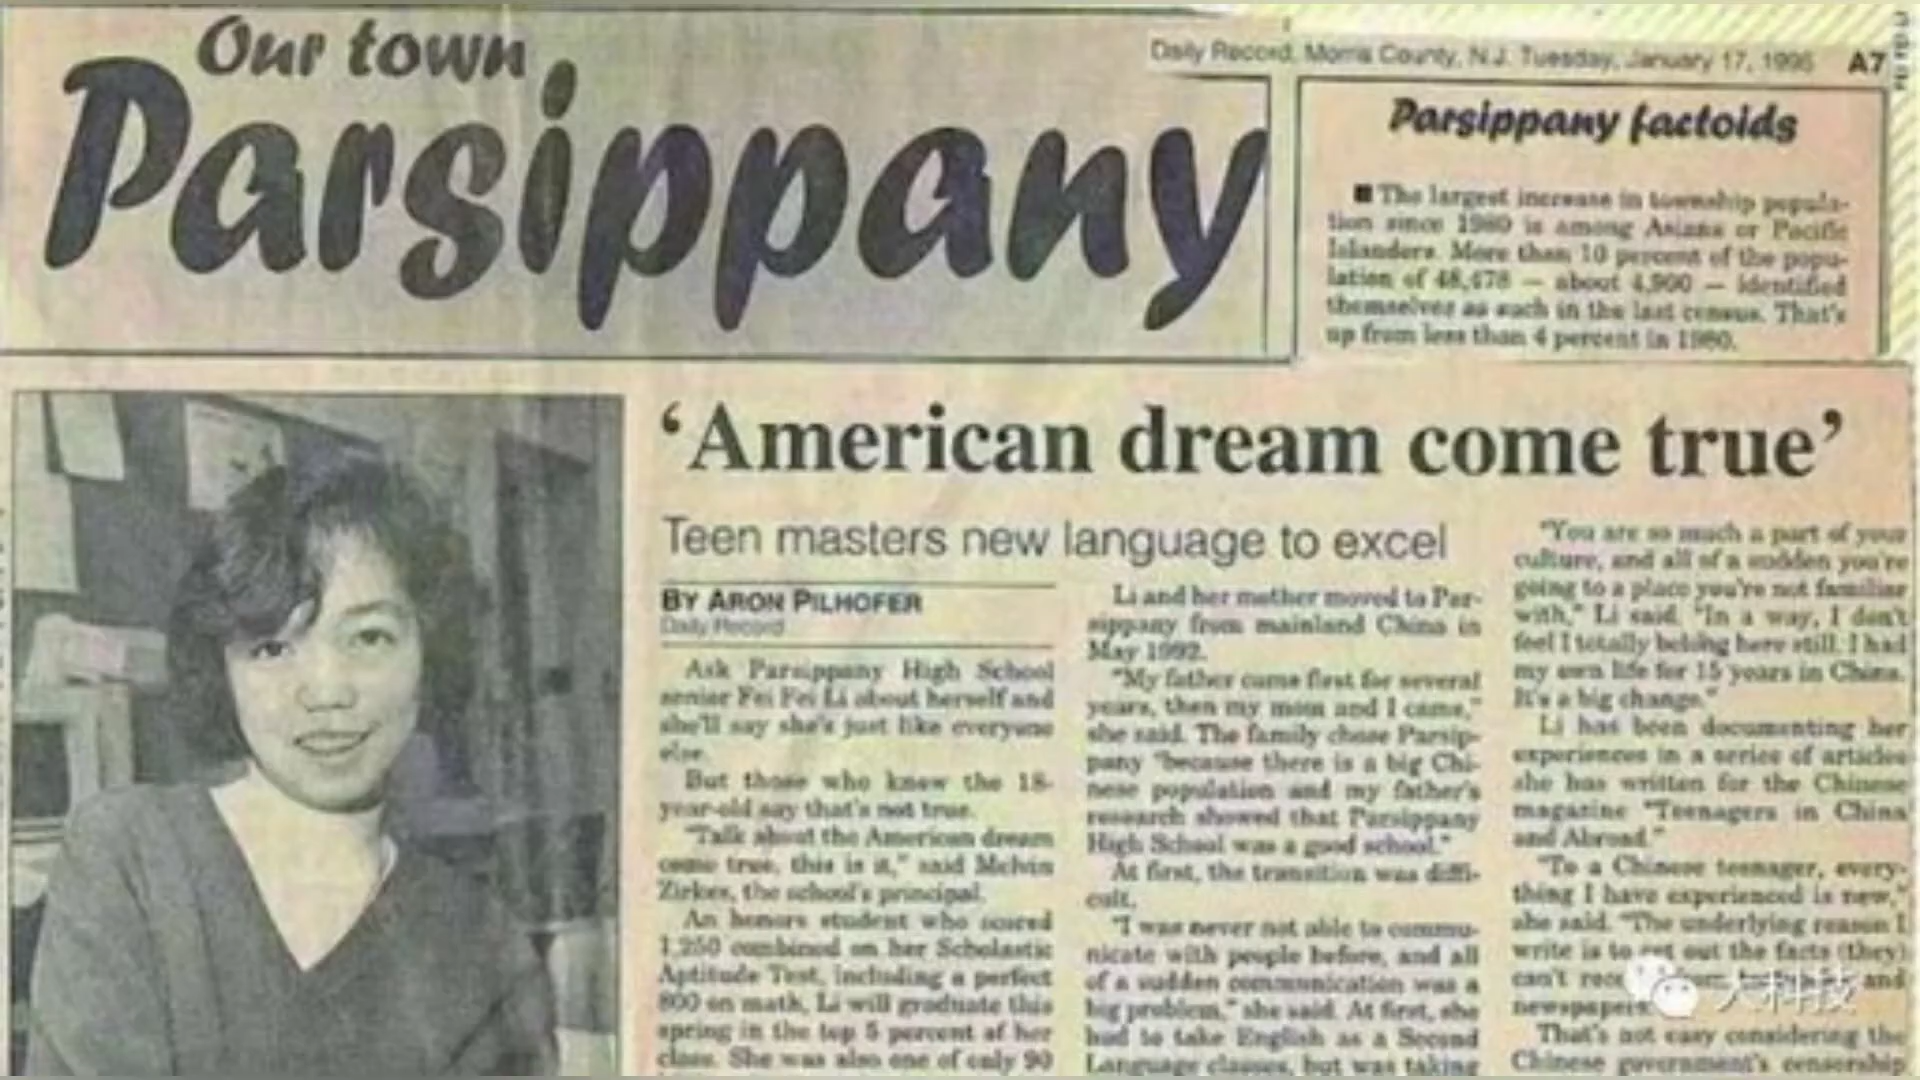 Our town
Parsippany
Daily Record, Morris County, N.J. Tuesday, January 17, 1995 A7
Parsippany factoids
■ The largest increase in township popula-
tion since 1980 is among Asians or Pacific
Islanders. More than 10 percent of the popu-
lation of 48,478 — about 4,900 — identified
themselves as such in the last census. That's
up from less than 4 percent in 1980.
‘American dream come true’
Teen masters new language to excel
BY ARON PILHOFER
Daily Record
Ask Parsippany High School
senior Fei Fei Li about herself and
she'll say she's just like everyone
else.
But those who know the 18-
year-old say that's not true.
"Talk about the American dream
come true, this is it," said Melvin
Zirkes, the school's principal.
An honors student who scored
1,250 combined on her Scholastic
Aptitude Test, including a perfect
800 on math, Li will graduate this
spring in the top 5 percent of her
class. She was also one of only 90
Li and her mother moved to Par-
sippany from mainland China in
May 1992.
"My father came first for several
years, then my mom and I came,"
she said. The family chose Parsip-
pany "because there is a big Chi-
nese population and my father's
research showed that Parsippany
High School was a good school."
At first, the transition was diffi-
cult.
"I was never not able to commu-
nicate with people before, and all
of a sudden communication was a
big problem," she said. At first, she
had to take English as a Second
Language classes, but was taking
"You are so much a part of your
culture, and all of a sudden you're
going to a place you're not familiar
with," Li said. "In a way, I don't
feel I totally belong here still. I had
my own life for 15 years in China.
It's a big change."
Li has been documenting her
experiences in a series of articles
she has written for the Chinese
magazine "Teenagers in China
and Abroad."
"To a Chinese teenager, every-
thing I have experienced is new,"
she said. "The underlying reason I
write is to get out the facts (they)
can't and
newspapers
That's not easy considering the
Chinese government's censorship
大科技